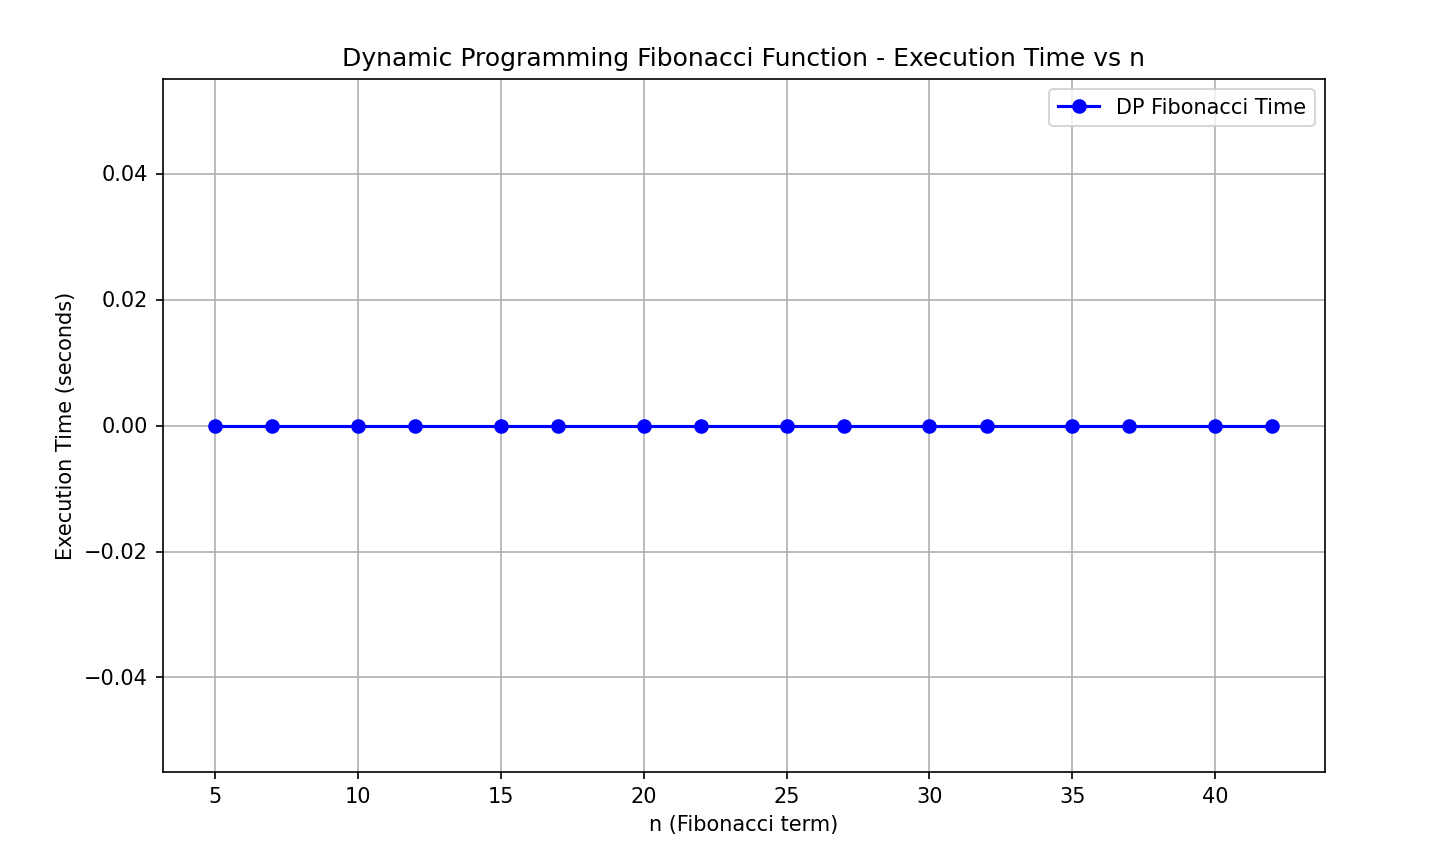 Dynamic Programming Fibonacci Function - Execution Time vs n
DP Fibonacci Time
Execution Time (seconds)
0.04
0.02
0.00
−0.02
−0.04
5 10 15 20 25 30 35 40
n (Fibonacci term)